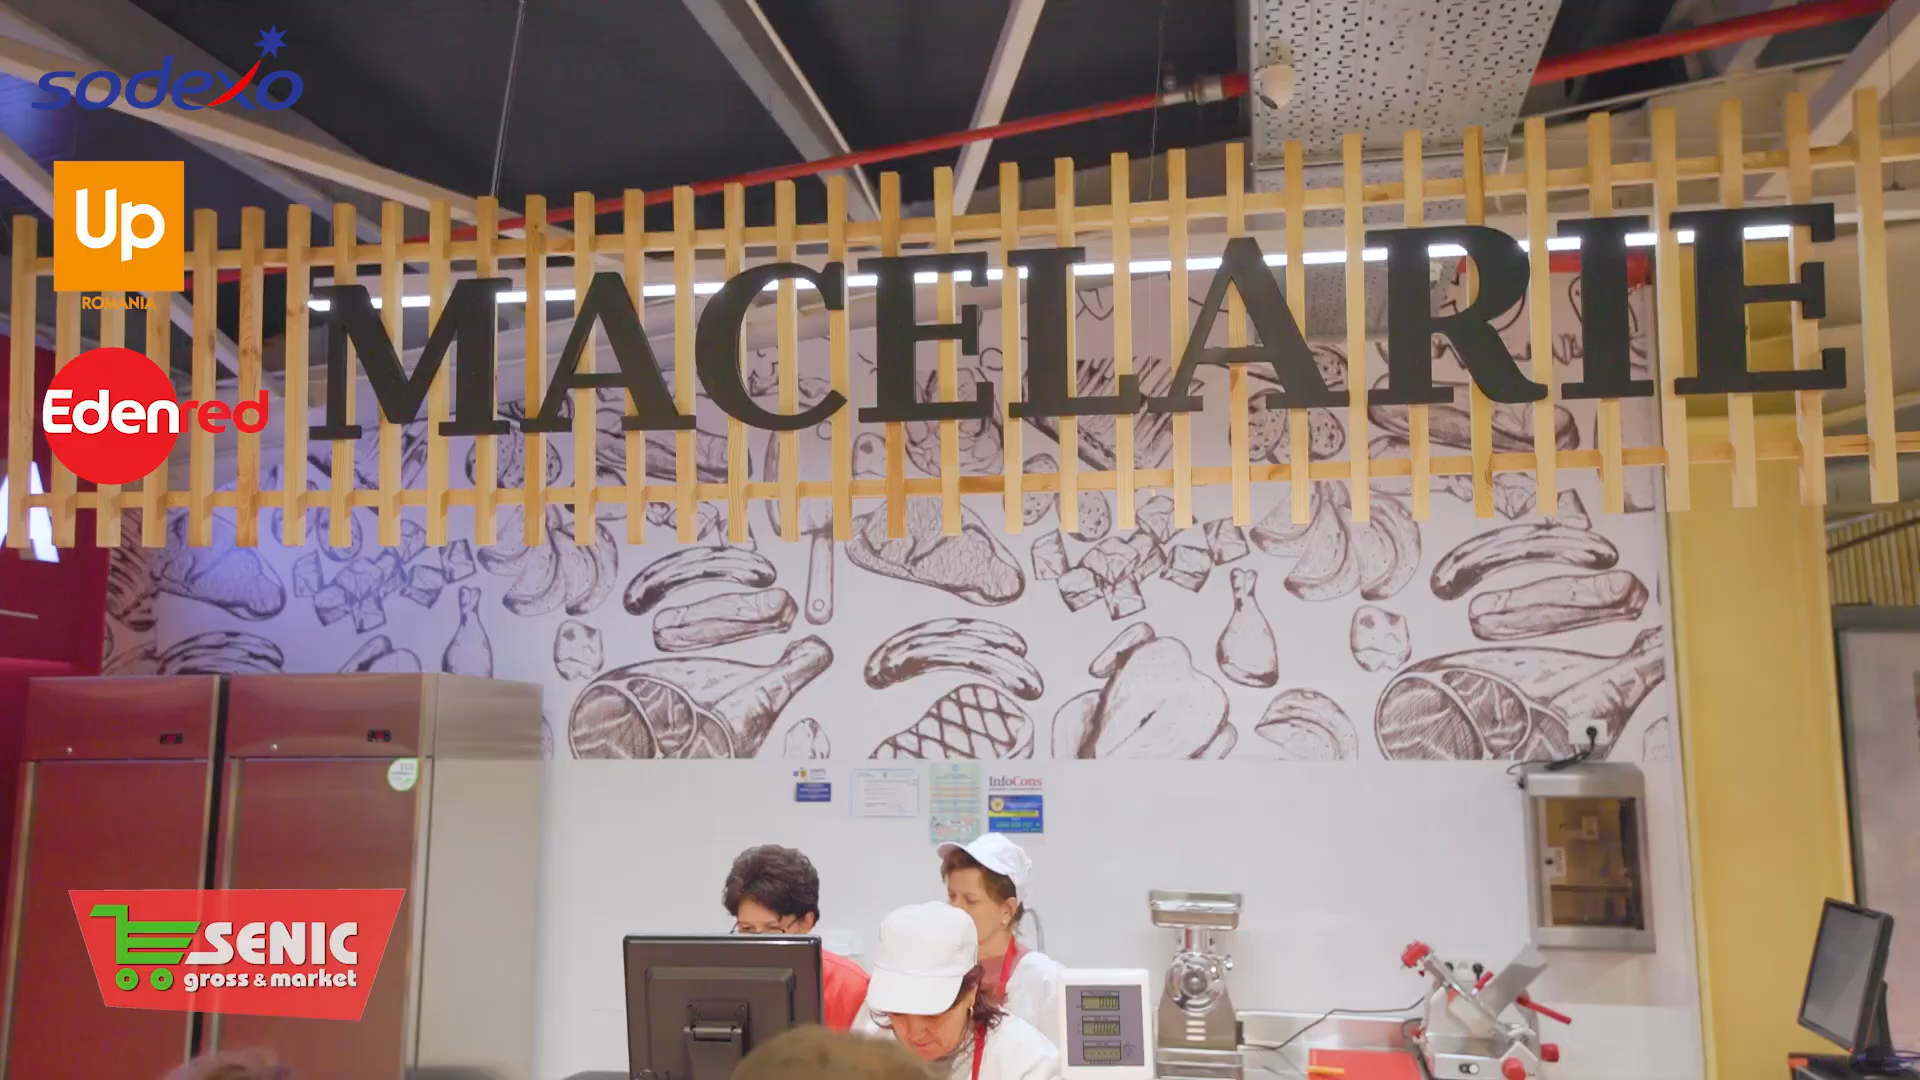 sodexo
Up
ROMANIA
Edenred
MACELARIE
A
InfoCons
SENIC
gross & market